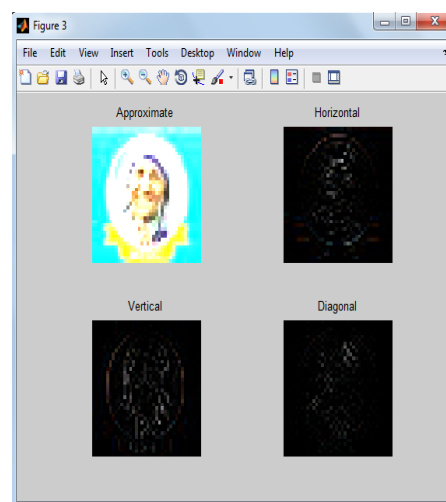 Figure 3
File Edit View Insert Tools Desktop Window Help
Approximate Horizontal
Vertical Diagonal